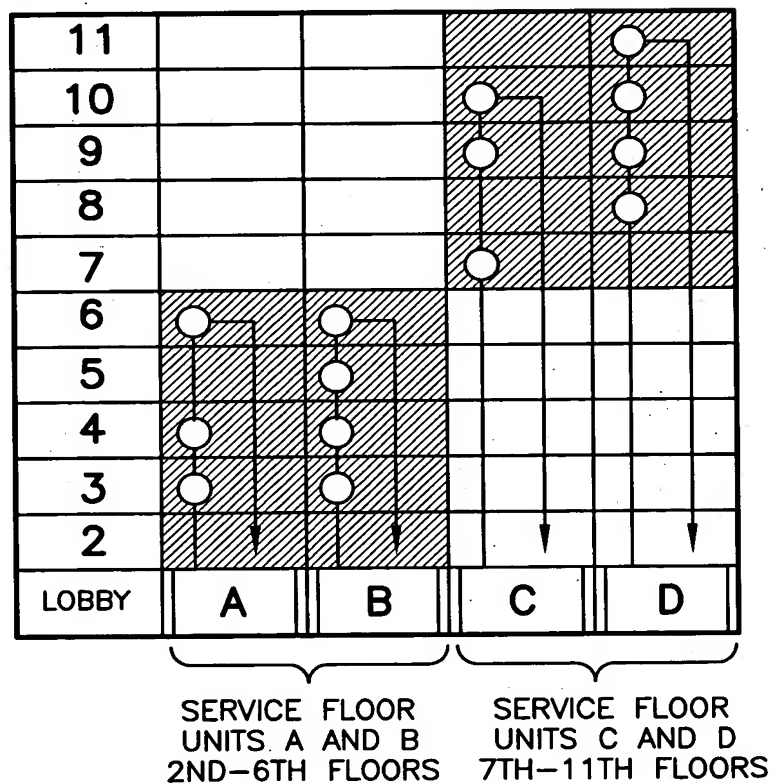 11
10
9
8
7
6
5
4
3
2
LOBBY A B C D
SERVICE FLOOR
UNITS A AND B
2ND–6TH FLOORS
SERVICE FLOOR
UNITS C AND D
7TH–11TH FLOORS